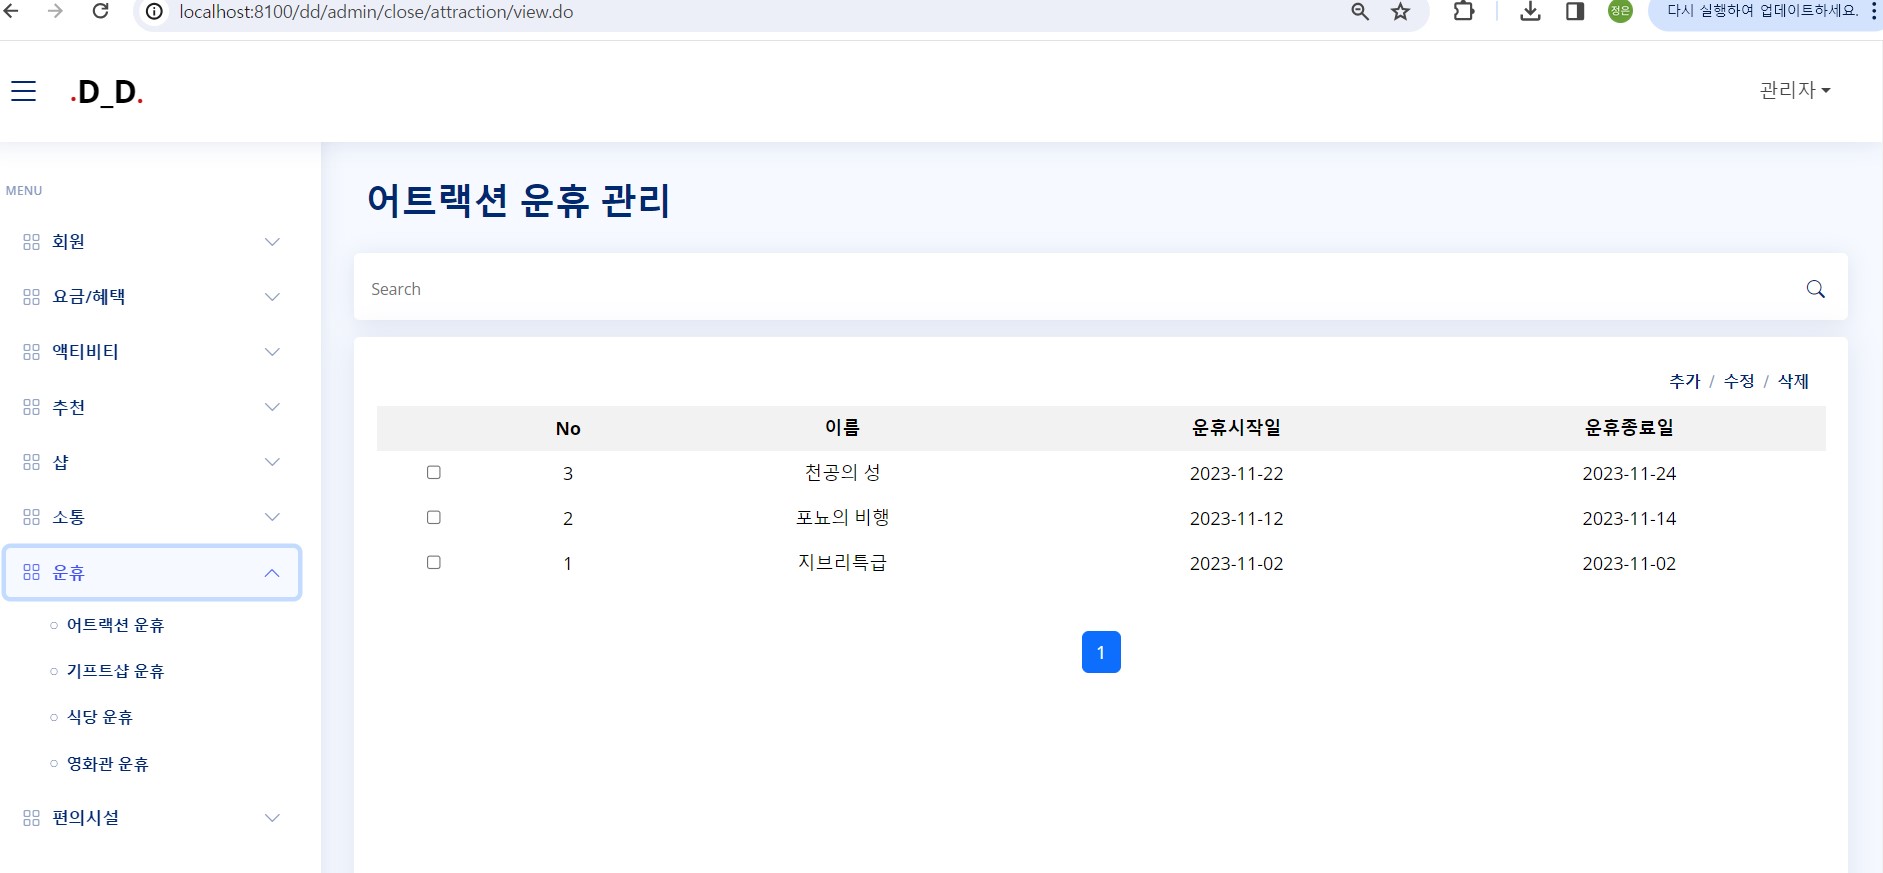 localhost:8100/dd/admin/close/attraction/view.do
정은
다시 실행하여 업데이트하세요.
.D_D.
관리자
MENU
회원
요금/혜택
액티비티
추천
샵
소통
운휴
어트랙션 운휴
기프트샵 운휴
식당 운휴
영화관 운휴
편의시설
어트랙션 운휴 관리
Search
추가 / 수정 / 삭제
No 이름 운휴시작일 운휴종료일
3 천공의 성 2023-11-22 2023-11-24
2 포뇨의 비행 2023-11-12 2023-11-14
1 지브리특급 2023-11-02 2023-11-02
1